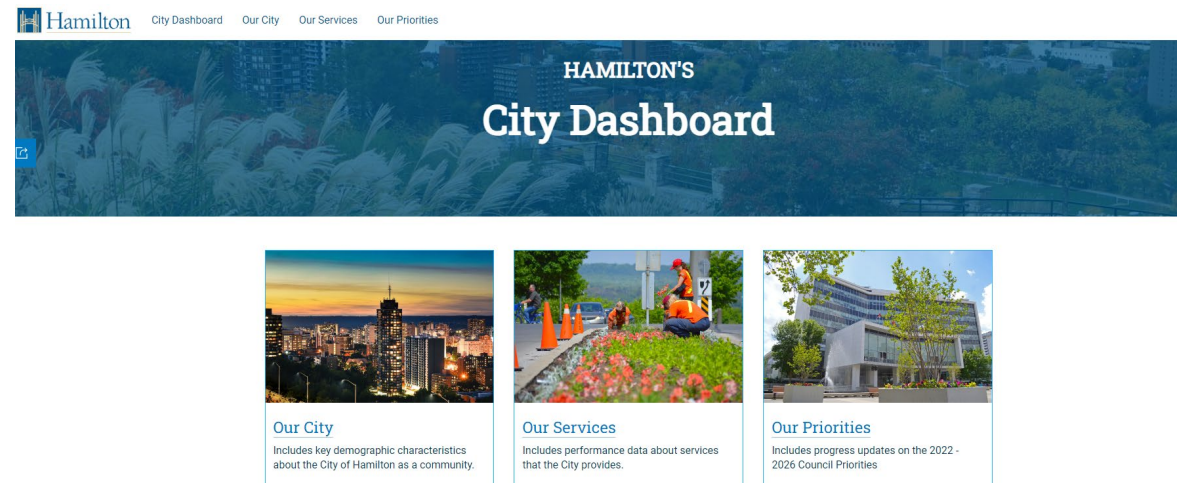 Hamilton
City Dashboard Our City Our Services Our Priorities
HAMILTON'S
City Dashboard
Our City
Includes key demographic characteristics
about the City of Hamilton as a community.
Our Services
Includes performance data about services
that the City provides.
Our Priorities
Includes progress updates on the 2022 -
2026 Council Priorities